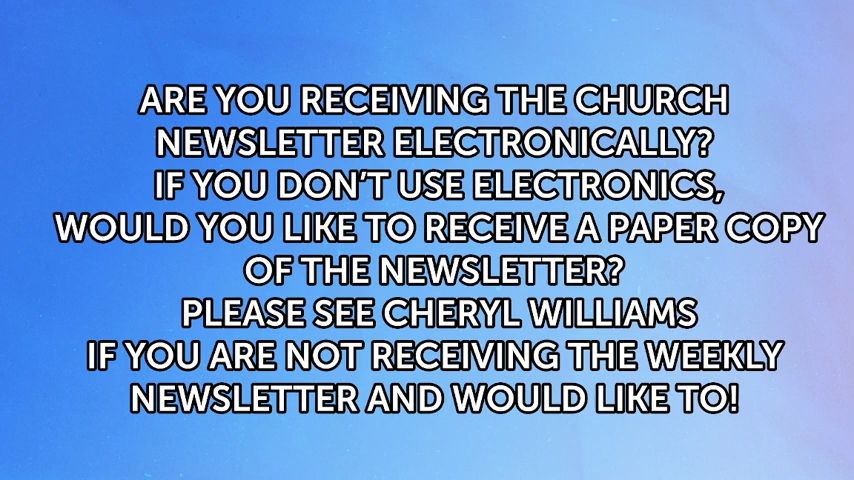 ARE YOU RECEIVING THE CHURCH
NEWSLETTER ELECTRONICALLY?
IF YOU DON'T USE ELECTRONICS,
WOULD YOU LIKE TO RECEIVE A PAPER COPY
OF THE NEWSLETTER?
PLEASE SEE CHERYL WILLIAMS
IF YOU ARE NOT RECEIVING THE WEEKLY
NEWSLETTER AND WOULD LIKE TO!